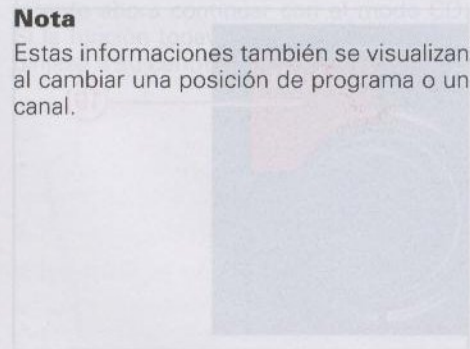 Nota
Estas informaciones también se visualizan
al cambiar una posición de programa o un
canal.